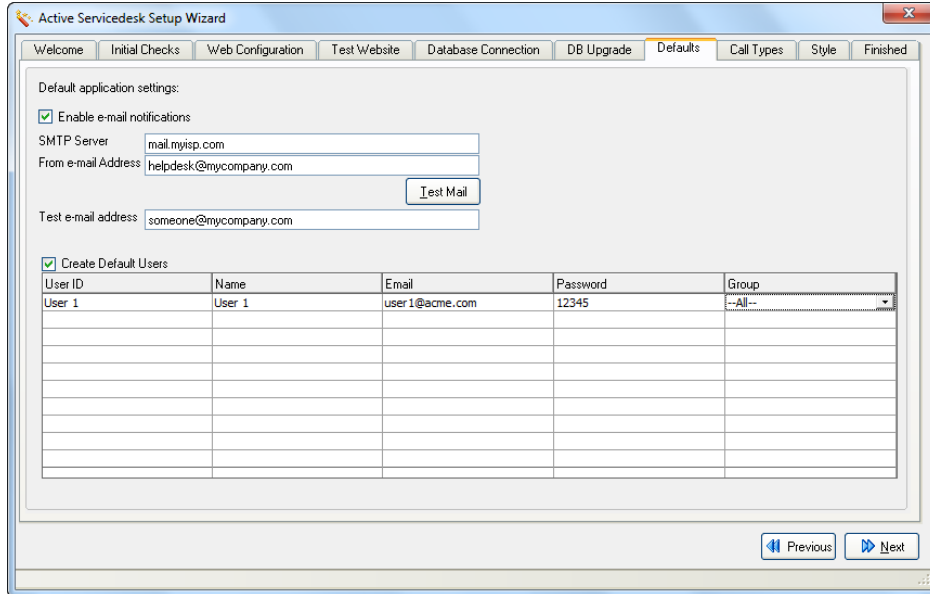 Active Servicedesk Setup Wizard
Welcome Initial Checks Web Configuration Test Website Database Connection DB Upgrade Defaults Call Types Style Finished
Default application settings:
Enable e-mail notifications
SMTP Server mail.myisp.com
From e-mail Address helpdesk@mycompany.com
Test Mail
Test e-mail address someone@mycompany.com
Create Default Users
User ID Name Email Password Group
User 1 User 1 user1@acme.com 12345 --All--
Previous Next